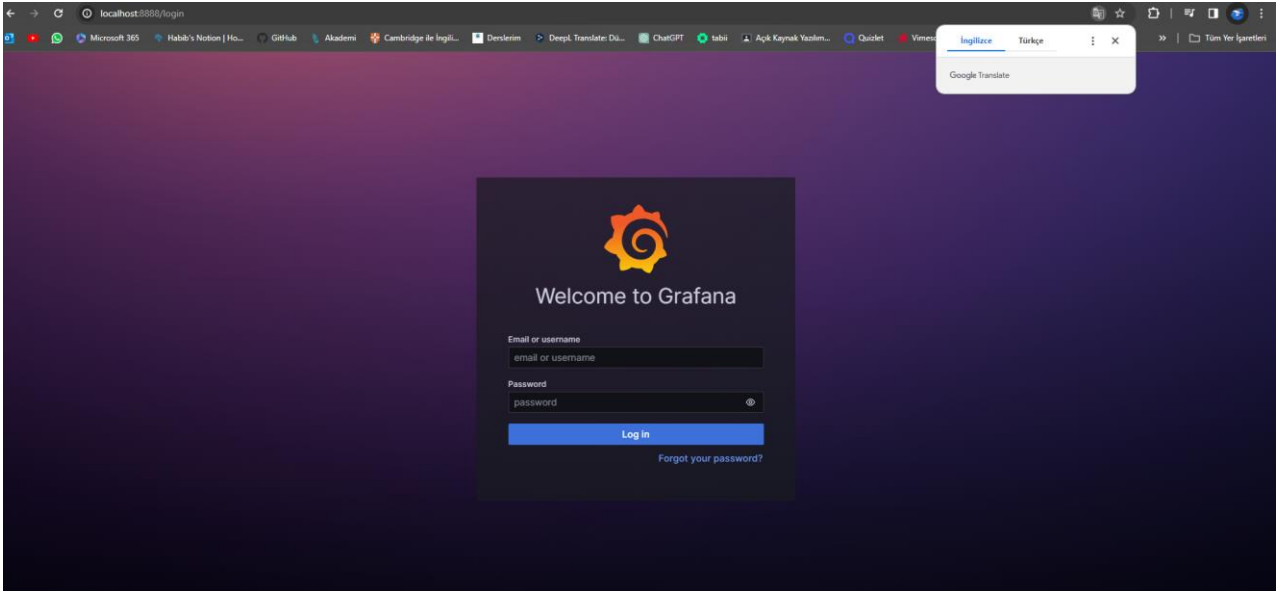 localhost:8888/login
Microsoft 365 Habib's Notion | Ho... GitHub Akademi Cambridge ile İngili... Derslerim DeepL Translate: Dü... ChatGPT tabii Açık Kaynak Yazılım... Quizlet » Tüm Yer İşaretleri
İngilizce Türkçe
Google Translate
Welcome to Grafana
Email or username
email or username
Password
password
Log in
Forgot your password?